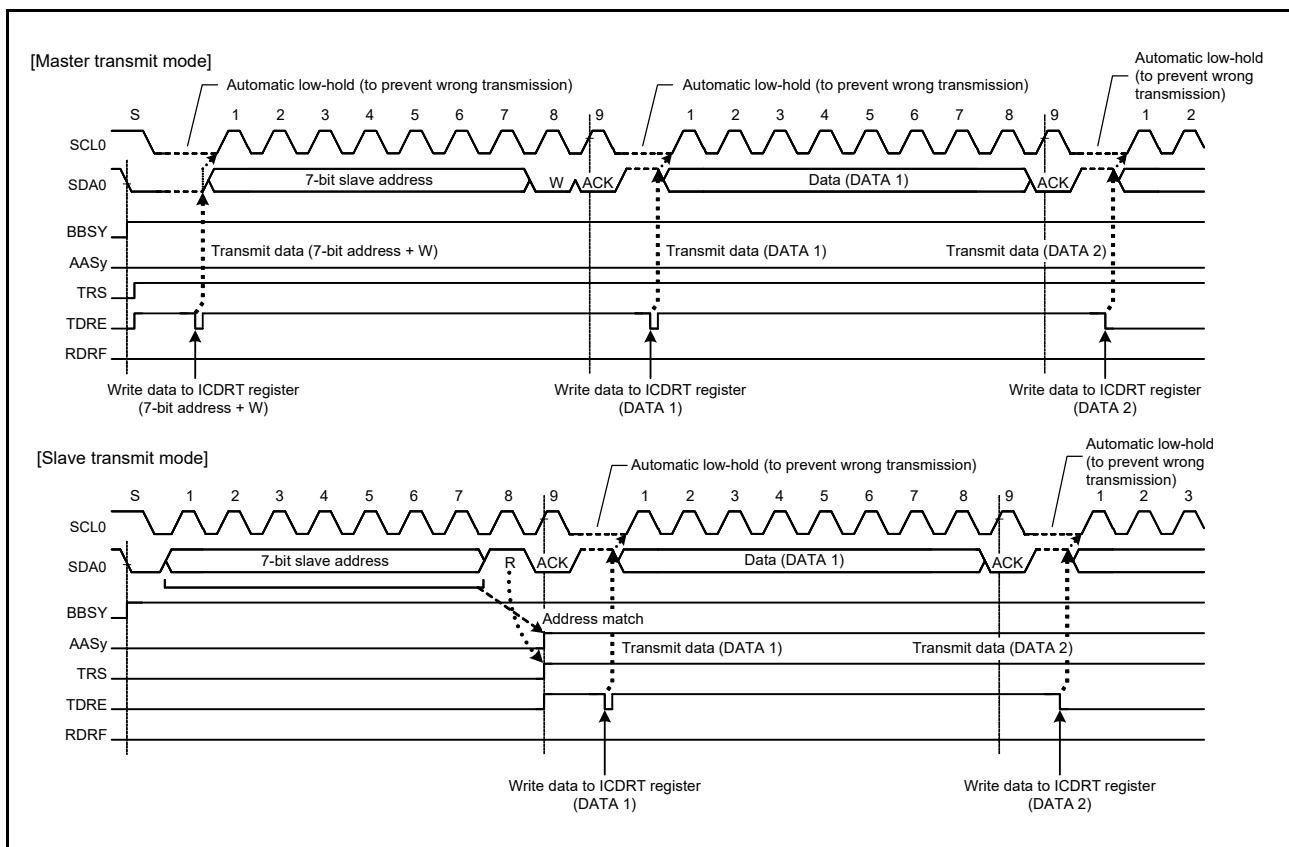 [Master transmit mode]
Automatic low-hold (to prevent wrong transmission)
Automatic low-hold (to prevent wrong transmission)
Automatic low-hold
(to prevent wrong
transmission)
S 1 2 3 4 5 6 7 8 9 1 2 3 4 5 6 7 8 9 1 2
SCL0
SDA0 7-bit slave address W ACK Data (DATA 1) ACK
BBSY
Transmit data (7-bit address + W) Transmit data (DATA 1) Transmit data (DATA 2)
AASy
TRS
TDRE
RDRF
Write data to ICDRT register
(7-bit address + W)
Write data to ICDRT register
(DATA 1)
Write data to ICDRT register
(DATA 2)
[Slave transmit mode]
Automatic low-hold (to prevent wrong transmission)
Automatic low-hold
(to prevent wrong
transmission)
S 1 2 3 4 5 6 7 8 9 1 2 3 4 5 6 7 8 9 1 2 3
SCL0
SDA0 7-bit slave address R ACK Data (DATA 1) ACK
BBSY
Address match
AASy
Transmit data (DATA 1) Transmit data (DATA 2)
TRS
TDRE
RDRF
Write data to ICDRT register
(DATA 1)
Write data to ICDRT register
(DATA 2)